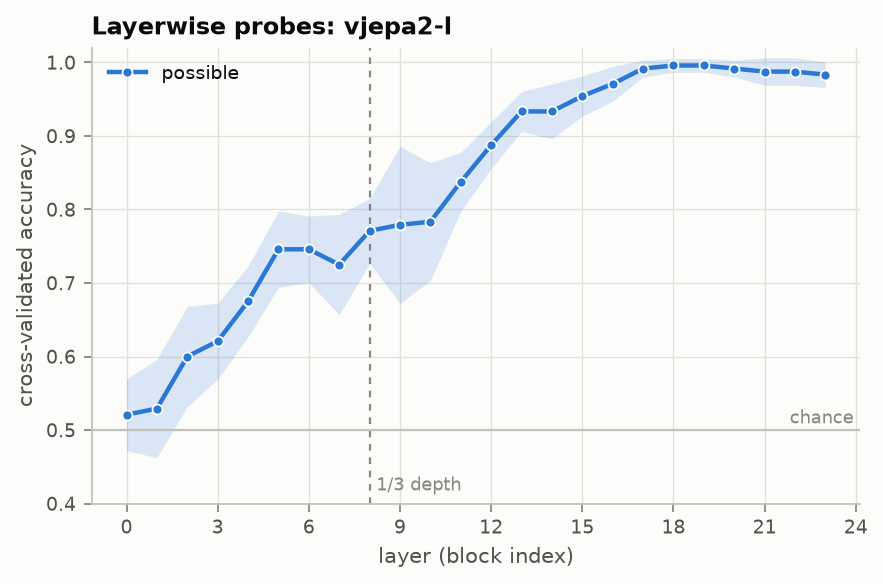 Layerwise probes: vjepa2-l
possible
cross-validated accuracy
1.0
0.9
0.8
0.7
0.6
0.5
0.4
chance
1/3 depth
0 3 6 9 12 15 18 21 24
layer (block index)